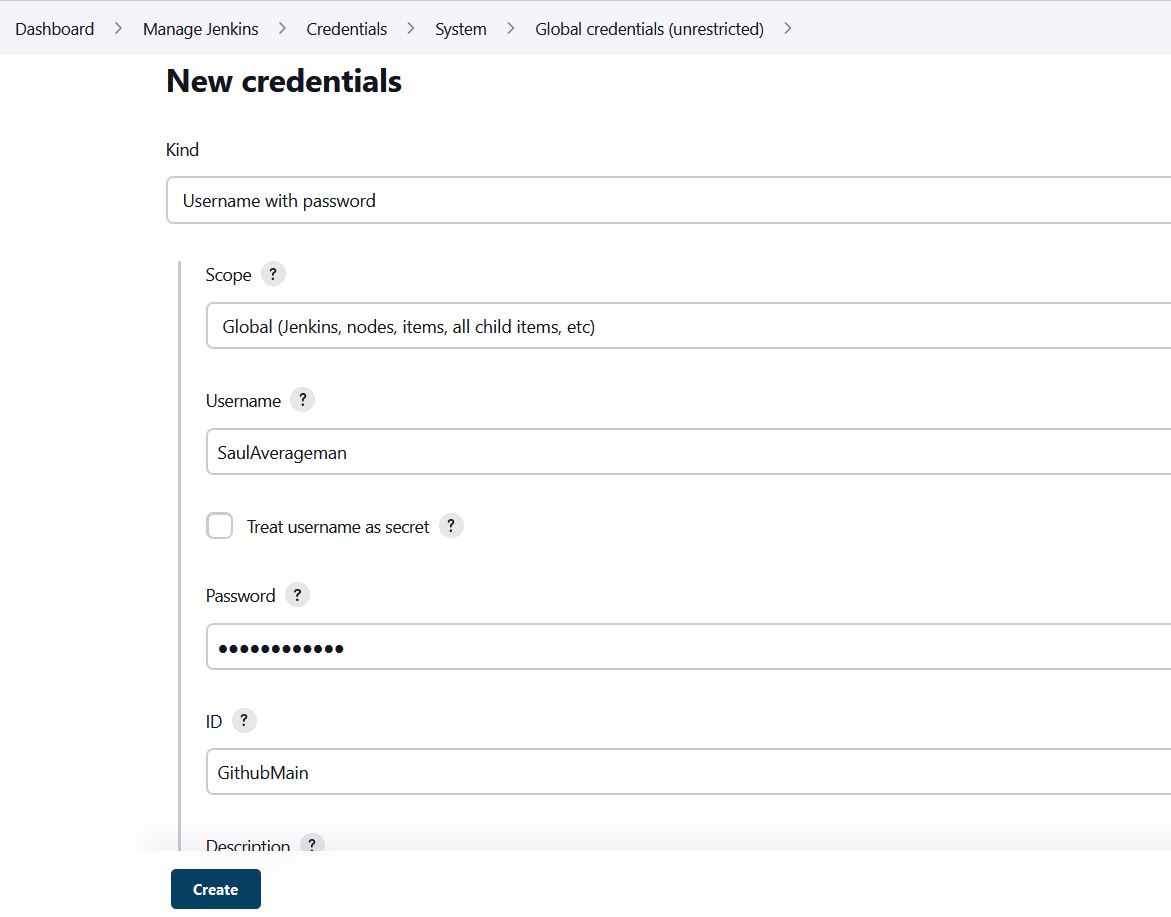 Dashboard > Manage Jenkins > Credentials > System > Global credentials (unrestricted) >
New credentials
Kind
Username with password
Scope ?
Global (Jenkins, nodes, items, all child items, etc)
Username ?
SaulAverageman
Treat username as secret ?
Password ?
••••••••••••
ID ?
GithubMain
Description ?
Create